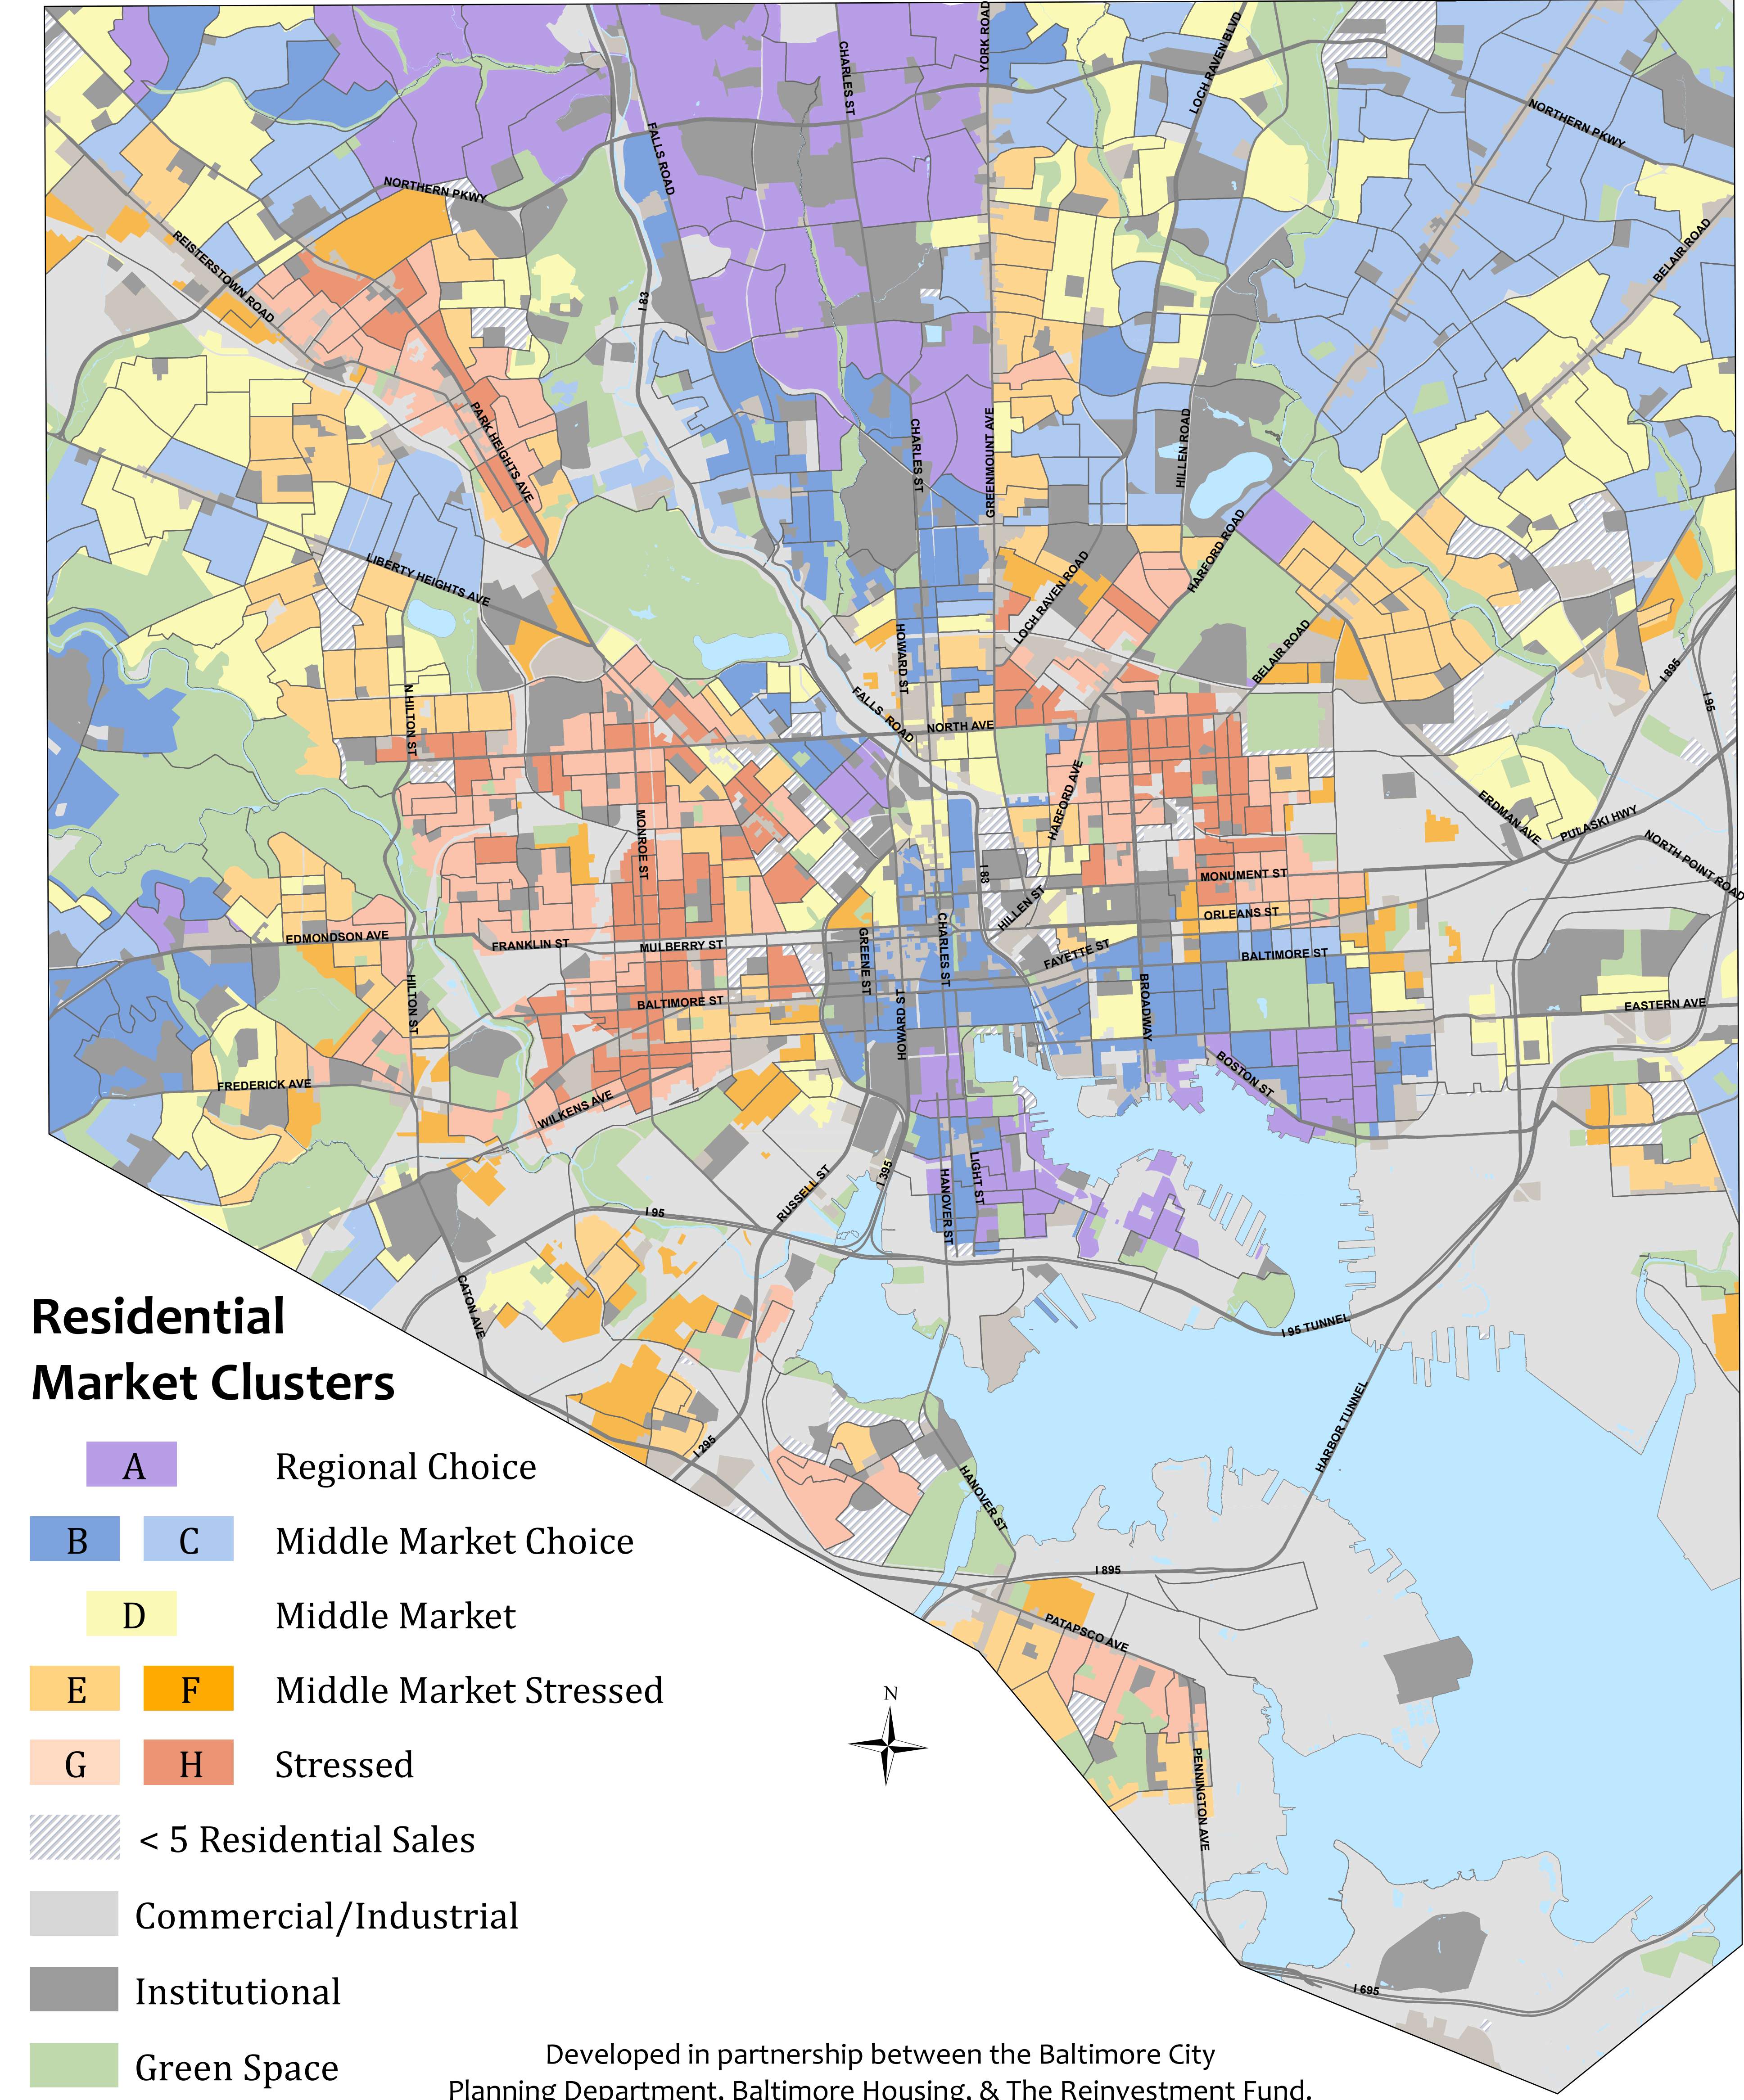 YORK ROAD
CHARLES ST
LOCH RAVEN BLVD
NORTHERN PKWY
FALLS ROAD
NORTHERN PKWY
REISTERSTOWN ROAD
BELAIR ROAD
I 83
PARK HEIGHTS AVE
CHARLES ST
GREENMOUNT AVE
HILLEN ROAD
HARFORD ROAD
LIBERTY HEIGHTS AVE
LOCH RAVEN ROAD
HOWARD ST
BELAIR ROAD
I 895
I 95
N HILTON ST
FALLS ROAD
NORTH AVE
HARFORD AVE
MONROE ST
ERDMAN AVE
PULASKI HWY
NORTH POINT ROAD
I 83
MONUMENT ST
HILLEN ST
ORLEANS ST
EDMONDSON AVE
FRANKLIN ST
MULBERRY ST
GREENE ST
CHARLES ST
FAYETTE ST
BALTIMORE ST
HILTON ST
BALTIMORE ST
HOWARD ST
BROADWAY
EASTERN AVE
BOSTON ST
FREDERICK AVE
WILKENS AVE
LIGHT ST
HANOVER ST
RUSSELL ST
I 395
I 95
CATON AVE
I 95 TUNNEL
HARBOR TUNNEL
I 295
HANOVER ST
I 895
PATAPSCO AVE
PENNINGTON AVE
I 695
N
Residential
Market Clusters
A Regional Choice
B C Middle Market Choice
D Middle Market
E F Middle Market Stressed
G H Stressed
< 5 Residential Sales
Commercial/Industrial
Institutional
Green Space
Developed in partnership between the Baltimore City
Planning Department, Baltimore Housing, & The Reinvestment Fund.